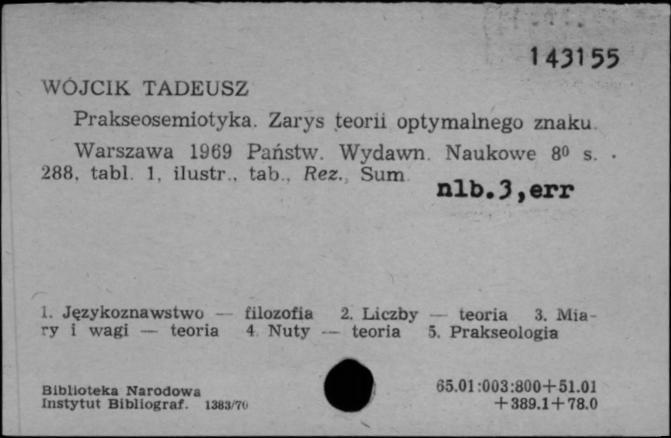 143155
WÓJCIK TADEUSZ
Prakseosemiotyka. Zarys teorii optymalnego znaku.
Warszawa 1969 Państw. Wydawn. Naukowe 8⁰ s.
288, tabl. 1, ilustr., tab., Rez., Sum.
nlb.3,err
1. Językoznawstwo — filozofia 2. Liczby — teoria 3. Mia-
ry i wagi — teoria 4. Nuty — teoria 5. Prakseologia
Biblioteka Narodowa 65.01:003:800+51.01
Instytut Bibliograf. 1383/70 +389.1+78.0